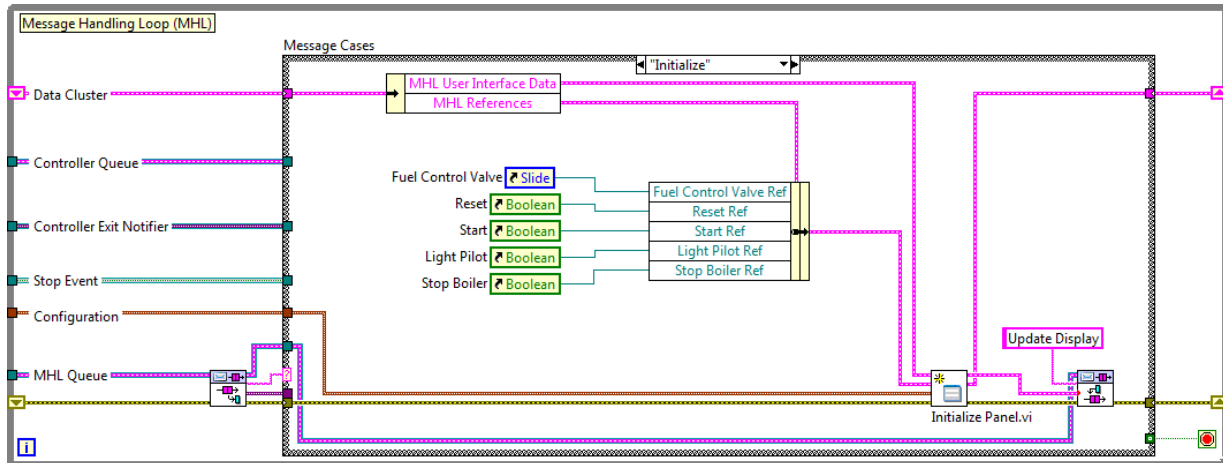 Message Handling Loop (MHL)
Message Cases
"Initialize"
Data Cluster
MHL User Interface Data
MHL References
Controller Queue
Fuel Control Valve
Slide
Fuel Control Valve Ref
Reset
Boolean
Reset Ref
Controller Exit Notifier
Start
Boolean
Start Ref
Light Pilot
Boolean
Light Pilot Ref
Stop Event
Stop Boiler
Boolean
Stop Boiler Ref
Configuration
Update Display
MHL Queue
?
Initialize Panel.vi
i